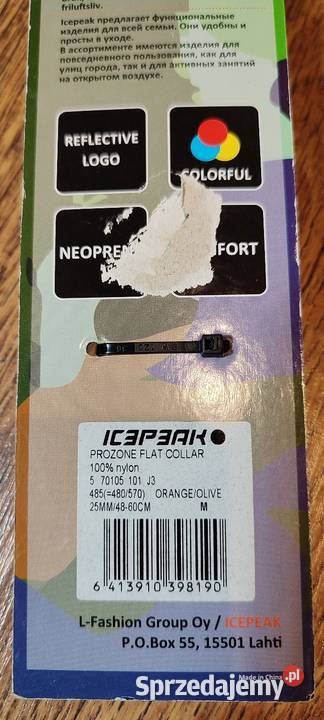 friluftsliv.
Icepeak предлагает функциональные
изделия для всей семьи. Они удобны и
просты в уходе.
В ассортименте имеются изделия для
повседневного пользования, как для
улиц города, так и для активных занятий
на открытом воздухе.
REFLECTIVE
LOGO
COLORFUL
NEOPREN
FORT
ICEPEAK
PROZONE FLAT COLLAR
100% nylon
5 70105 101 J3
485(=480/570) ORANGE/OLIVE
25MM/48-60CM M
6 413910 398190
L-Fashion Group Oy / ICEPEAK
P.O.Box 55, 15501 Lahti
Made in China
Sprzedajemy.pl